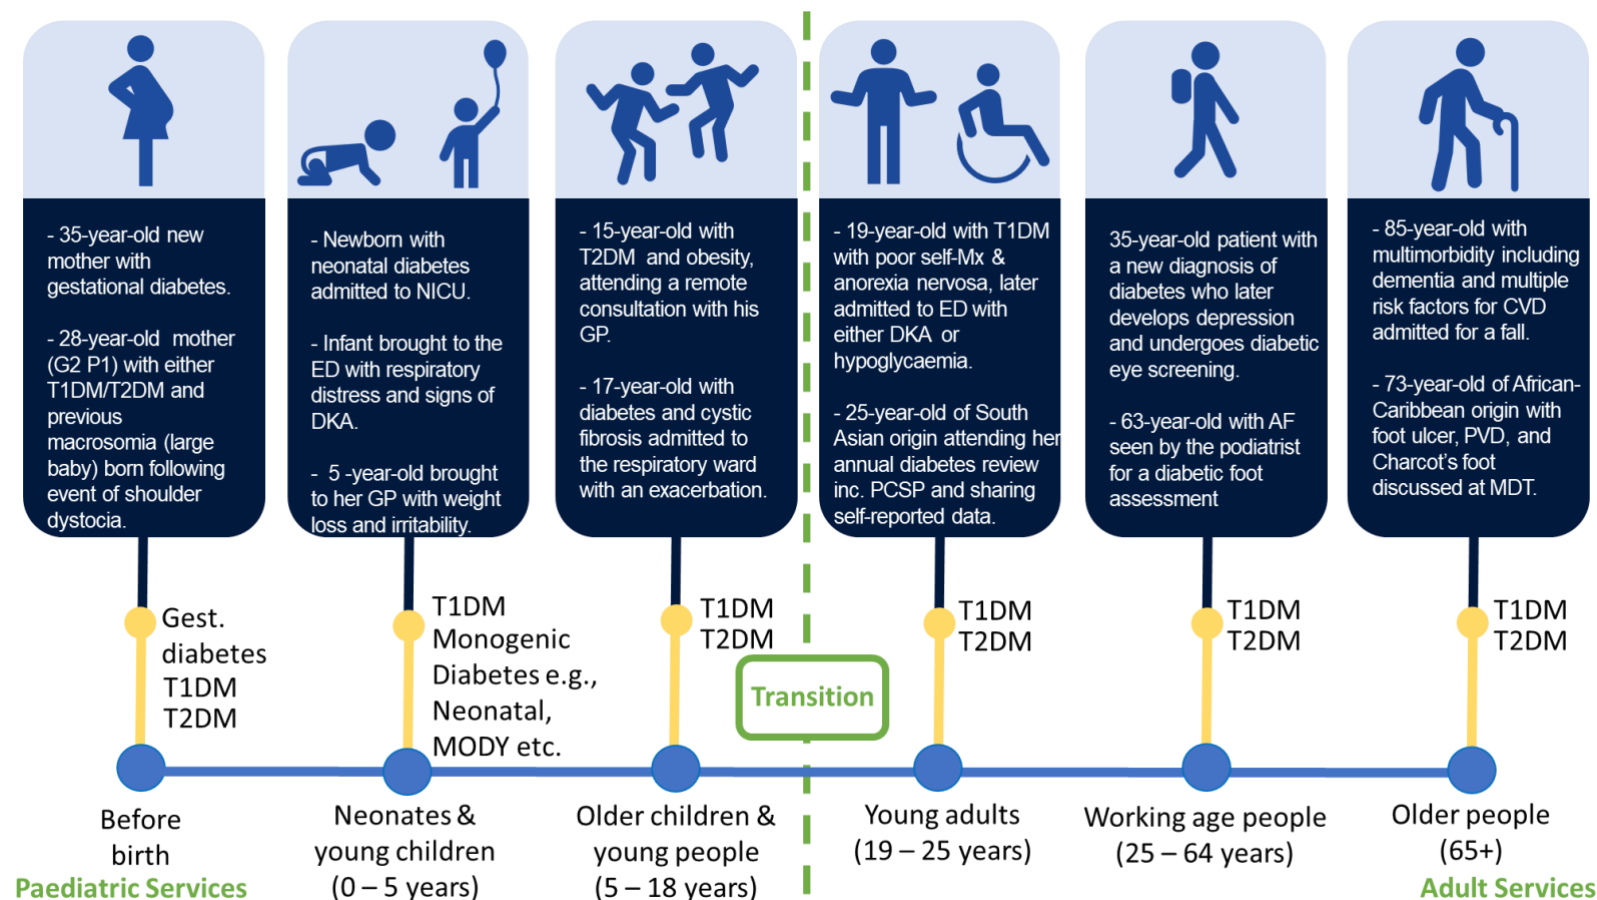 - 35-year-old new
mother with
gestational diabetes.
- 28-year-old mother
(G2 P1) with either
T1DM/T2DM and
previous
macrosomia (large
baby) born following
event of shoulder
dystocia.
- Newborn with
neonatal diabetes
admitted to NICU.
- Infant brought to the
ED with respiratory
distress and signs of
DKA.
- 5 -year-old brought
to her GP with weight
loss and irritability.
- 15-year-old with
T2DM and obesity,
attending a remote
consultation with his
GP.
- 17-year-old with
diabetes and cystic
fibrosis admitted to
the respiratory ward
with an exacerbation.
- 19-year-old with T1DM
with poor self-Mx &
anorexia nervosa, later
admitted to ED with
either DKA or
hypoglycaemia.
- 25-year-old of South
Asian origin attending her
annual diabetes review
inc. PCSP and sharing
self-reported data.
35-year-old patient with
a new diagnosis of
diabetes who later
develops depression
and undergoes diabetic
eye screening.
- 63-year-old with AF
seen by the podiatrist
for a diabetic foot
assessment
- 85-year-old with
multimorbidity including
dementia and multiple
risk factors for CVD
admitted for a fall.
- 73-year-old of African-
Caribbean origin with
foot ulcer, PVD, and
Charcot's foot
discussed at MDT.
Gest.
diabetes
T1DM
T2DM
T1DM
Monogenic
Diabetes e.g.,
Neonatal,
MODY etc.
T1DM
T2DM
Transition
T1DM
T2DM
T1DM
T2DM
T1DM
T2DM
Before
birth
Neonates &
young children
(0 – 5 years)
Older children &
young people
(5 – 18 years)
Young adults
(19 – 25 years)
Working age people
(25 – 64 years)
Older people
(65+)
Paediatric Services
Adult Services